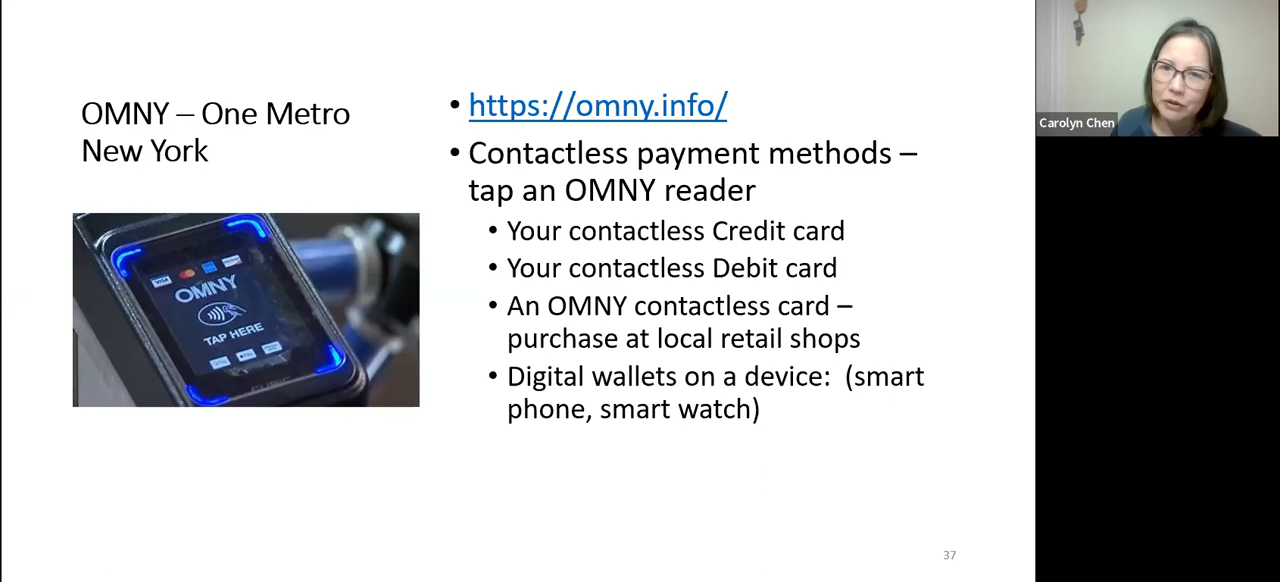 OMNY – One Metro
New York
• https://omny.info/
• Contactless payment methods –
tap an OMNY reader
• Your contactless Credit card
• Your contactless Debit card
• An OMNY contactless card –
purchase at local retail shops
• Digital wallets on a device:  (smart
phone, smart watch)
VISA
OMNY
TAP HERE
37
Carolyn Chen